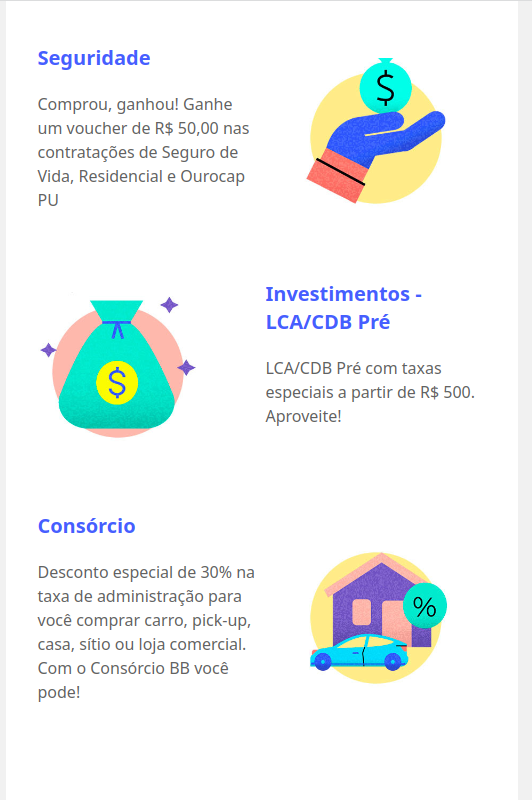 Seguridade
Comprou, ganhou! Ganhe
um voucher de R$ 50,00 nas
contratações de Seguro de
Vida, Residencial e Ourocap
PU
$
Investimentos -
LCA/CDB Pré
LCA/CDB Pré com taxas
especiais a partir de R$ 500.
Aproveite!
$
Consórcio
Desconto especial de 30% na
taxa de administração para
você comprar carro, pick-up,
casa, sítio ou loja comercial.
Com o Consórcio BB você
pode!
%